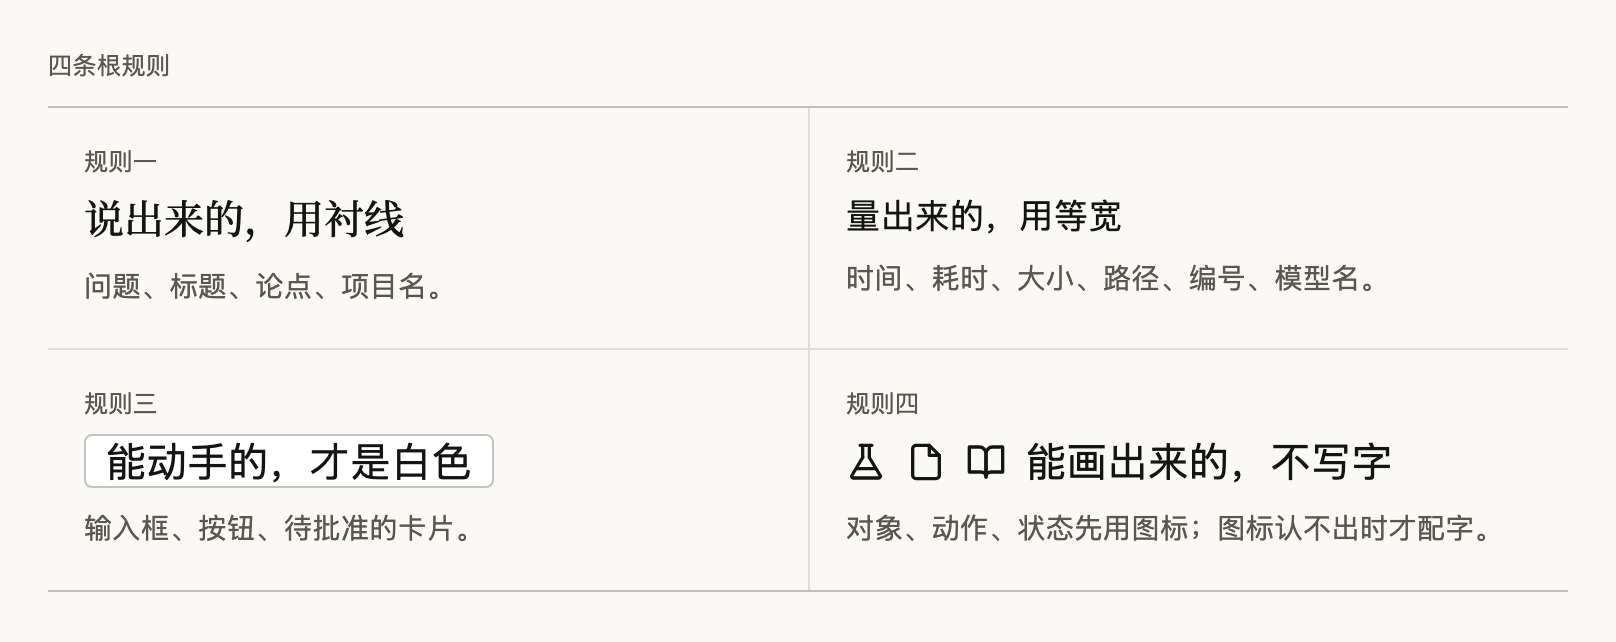 四条根规则
规则一
说出来的，用衬线
问题、标题、论点、项目名。
规则二
量出来的，用等宽
时间、耗时、大小、路径、编号、模型名。
规则三
能动手的，才是白色
输入框、按钮、待批准的卡片。
规则四
能画出来的，不写字
对象、动作、状态先用图标；图标认不出时才配字。